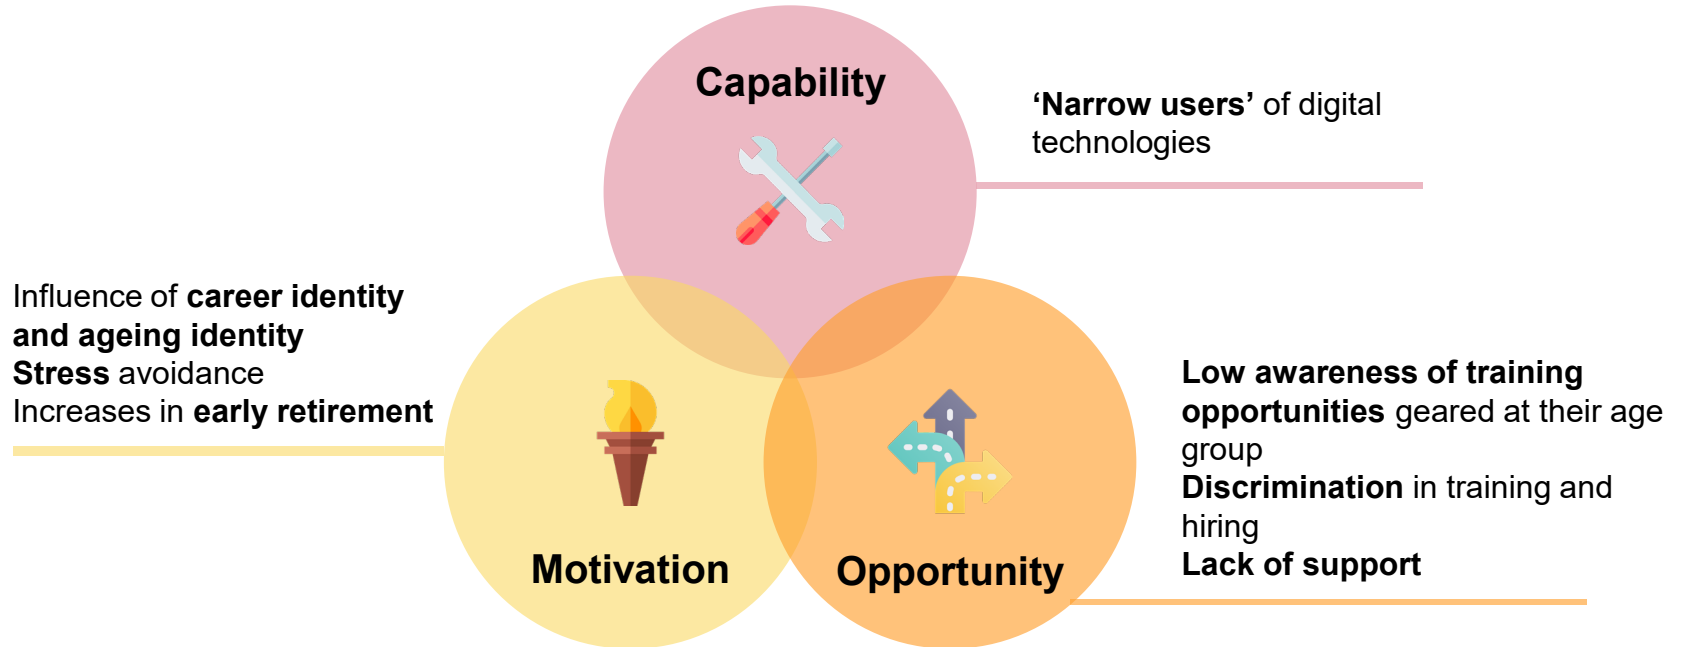 Capability
‘Narrow users’ of digital
technologies
Influence of career identity
and ageing identity
Stress avoidance
Increases in early retirement
Motivation
Opportunity
Low awareness of training
opportunities geared at their age
group
Discrimination in training and
hiring
Lack of support